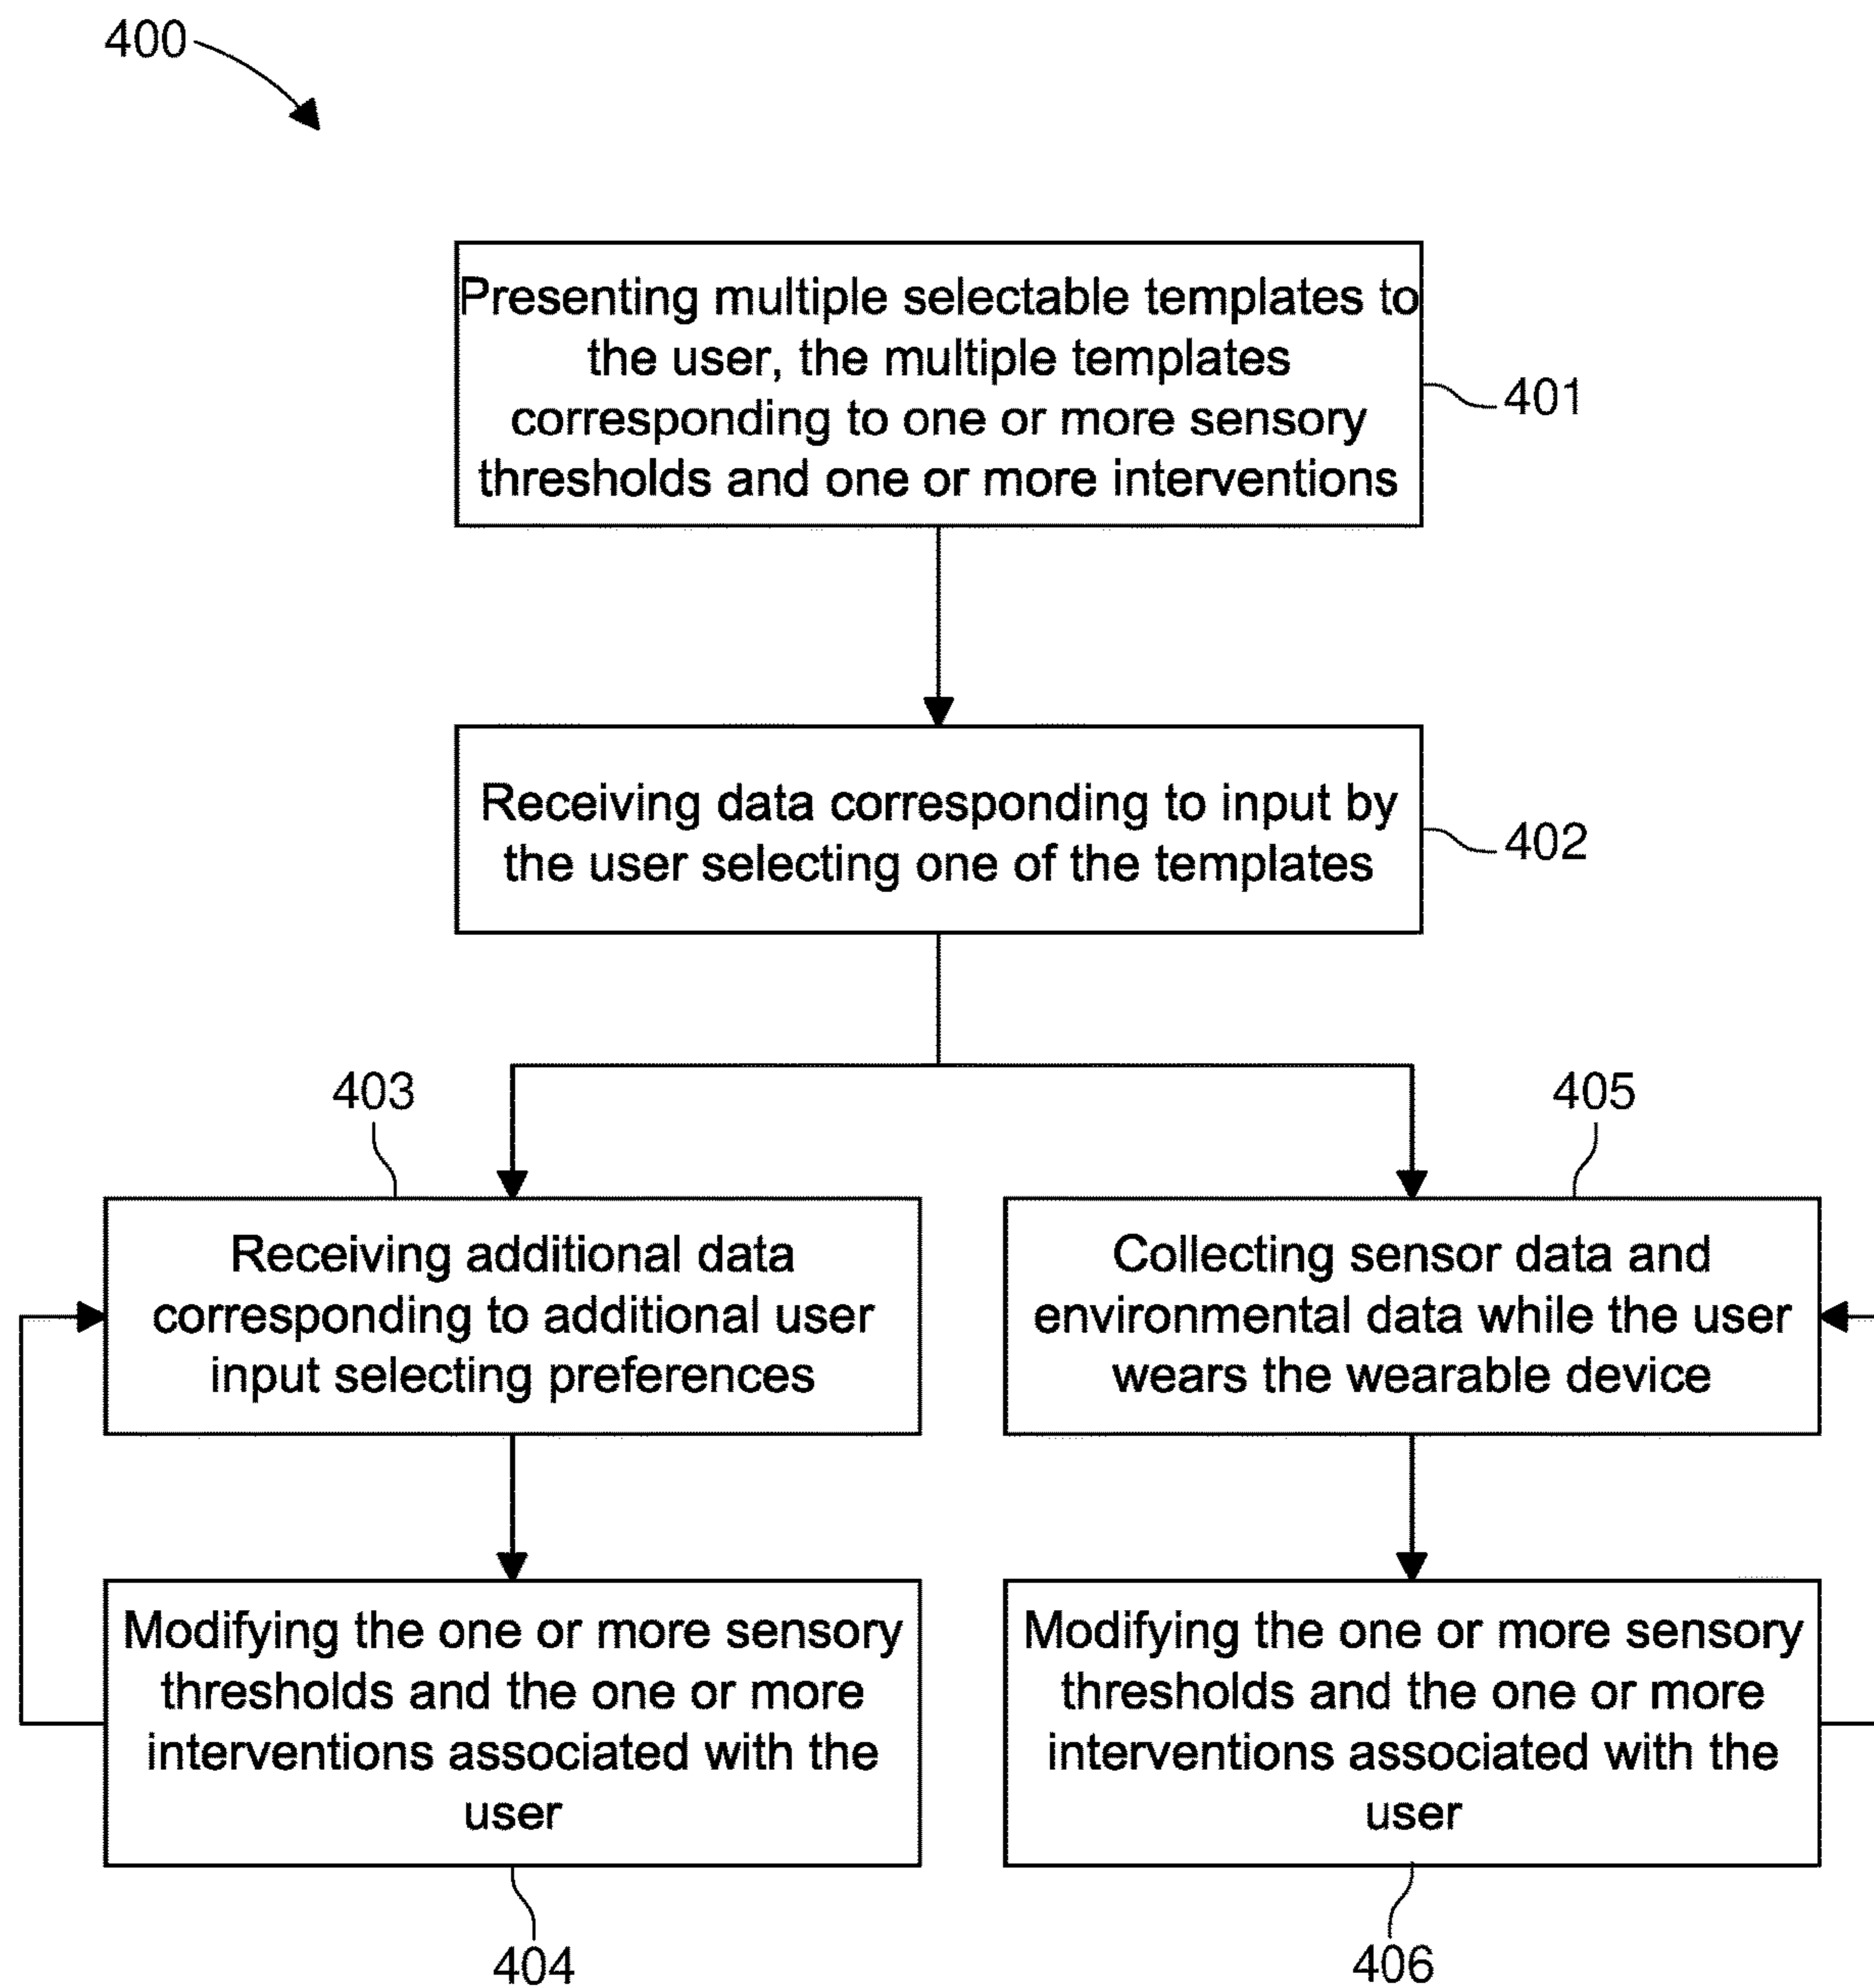 400
Presenting multiple selectable templates to
the user, the multiple templates
corresponding to one or more sensory
thresholds and one or more interventions
401
Receiving data corresponding to input by
the user selecting one of the templates
402
403
Receiving additional data
corresponding to additional user
input selecting preferences
405
Collecting sensor data and
environmental data while the user
wears the wearable device
Modifying the one or more sensory
thresholds and the one or more
interventions associated with the
user
404
Modifying the one or more sensory
thresholds and the one or more
interventions associated with the
user
406